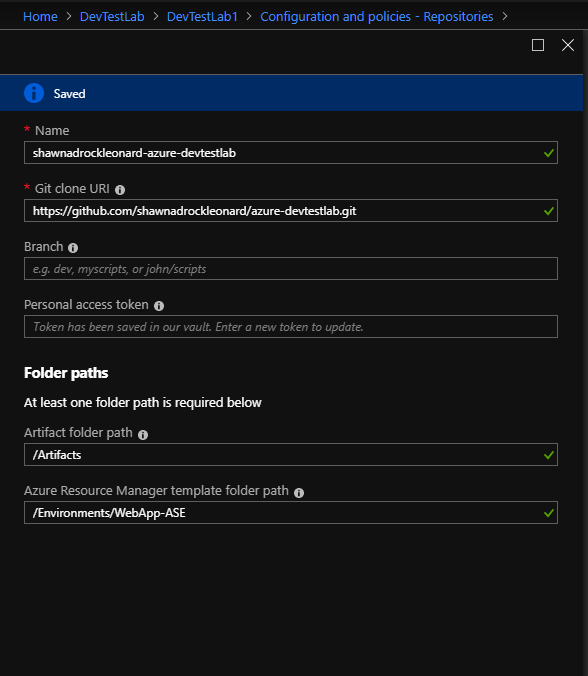 Home > DevTestLab > DevTestLab1 > Configuration and policies - Repositories >
Saved
* Name
shawnadrockleonard-azure-devtestlab
* Git clone URI
https://github.com/shawnadrockleonard/azure-devtestlab.git
Branch
e.g. dev, myscripts, or john/scripts
Personal access token
Token has been saved in our vault. Enter a new token to update.
Folder paths
At least one folder path is required below
Artifact folder path
/Artifacts
Azure Resource Manager template folder path
/Environments/WebApp-ASE